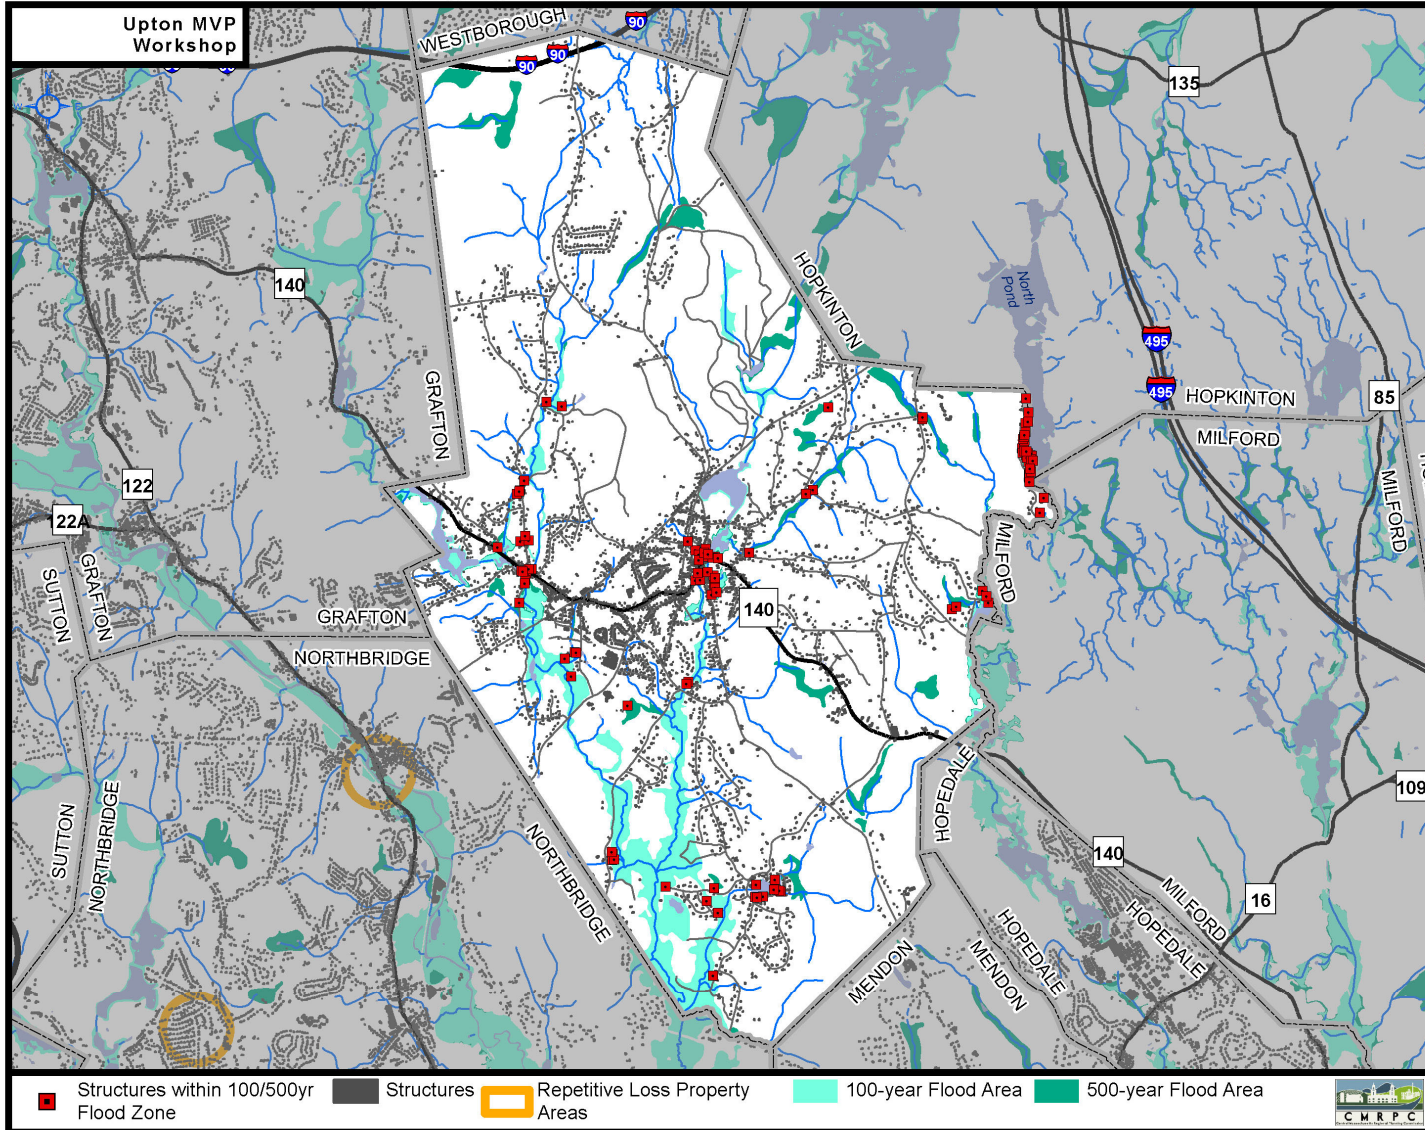 Upton MVP
Workshop
WESTBOROUGH
90
90
90
90
135
HOPKINTON
North
Pond
140
GRAFTON
495
495
HOPKINTON
MILFORD
85
MILFORD
122
122A
GRAFTON
SUTTON
GRAFTON
NORTHBRIDGE
MILFORD
140
SUTTON
NORTHBRIDGE
NORTHBRIDGE
HOPEDALE
109
140
MILFORD
16
HOPEDALE
HOPEDALE
MENDON
MENDON
Structures within 100/500yr
Flood Zone
Structures
Repetitive Loss Property
Areas
100-year Flood Area
500-year Flood Area
CMRPC